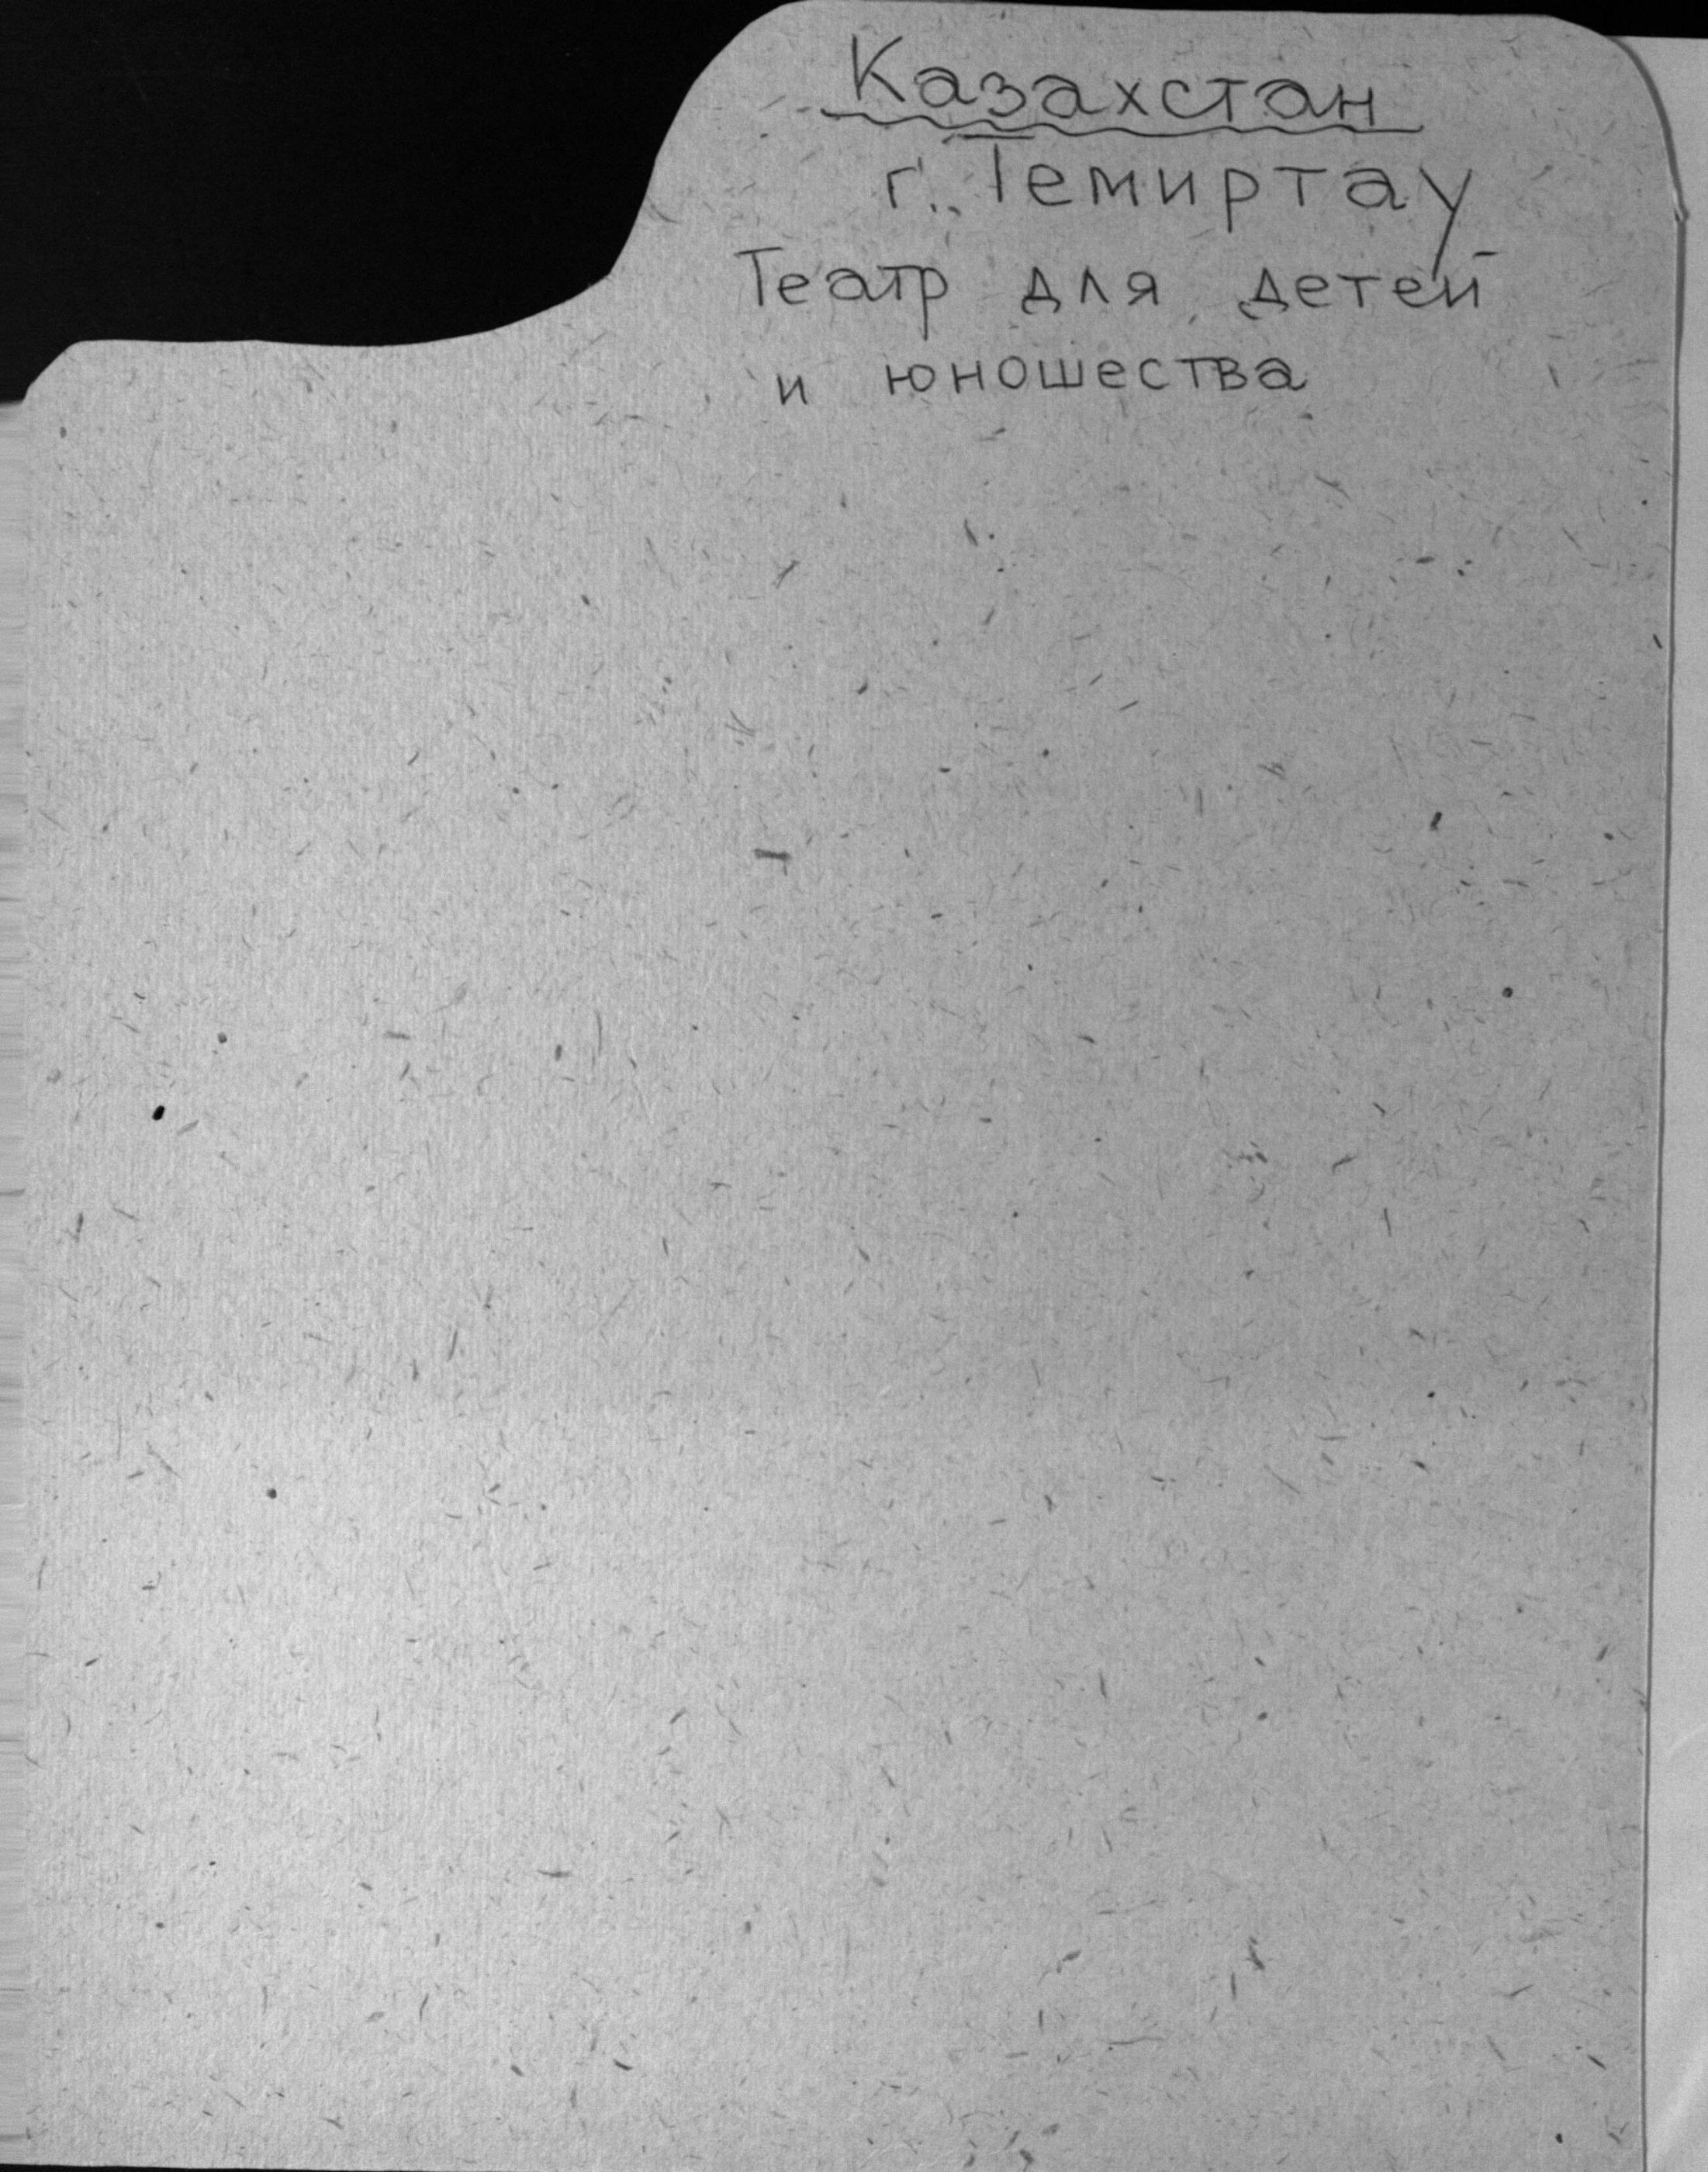 Казахстан
г. Темиртау
Театр для детей
и юношества